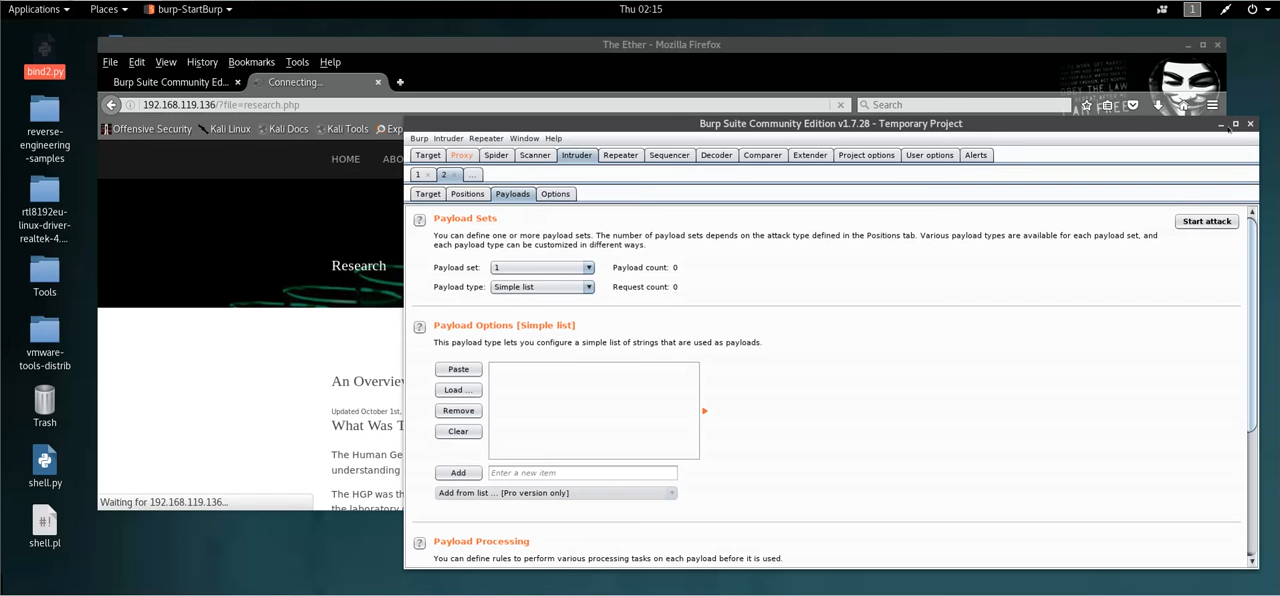 Applications Places burp-StartBurp Thu 02:15 1
The Ether - Mozilla Firefox
File Edit View History Bookmarks Tools Help
Burp Suite Community Ed... × Connecting... ×
192.168.119.136/?file=research.php Search
Offensive Security Kali Linux Kali Docs Kali Tools Exp
HOME ABO
Research
An Overvie
Updated October 1st,
What Was T
The Human Ge
understanding
The HGP was th
the laborator
Waiting for 192.168.119.136...
bind2.py
reverse-
engineering
-samples
rtl8192eu-
linux-driver-
realtek-4....
Tools
vmware-
tools-distrib
Trash
shell.py
#!
shell.pl
Burp Suite Community Edition v1.7.28 - Temporary Project
Burp Intruder Repeater Window Help
Target Proxy Spider Scanner Intruder Repeater Sequencer Decoder Comparer Extender Project options User options Alerts
1 × 2 × ...
Target Positions Payloads Options
? Payload Sets Start attack
You can define one or more payload sets. The number of payload sets depends on the attack type defined in the Positions tab. Various payload types are available for each payload set, and
each payload type can be customized in different ways.
Payload set: 1 Payload count: 0
Payload type: Simple list Request count: 0
? Payload Options [Simple list]
This payload type lets you configure a simple list of strings that are used as payloads.
Paste
Load ...
Remove
Clear
Add Enter a new item
Add from list ... [Pro version only]
? Payload Processing
You can define rules to perform various processing tasks on each payload before it is used.